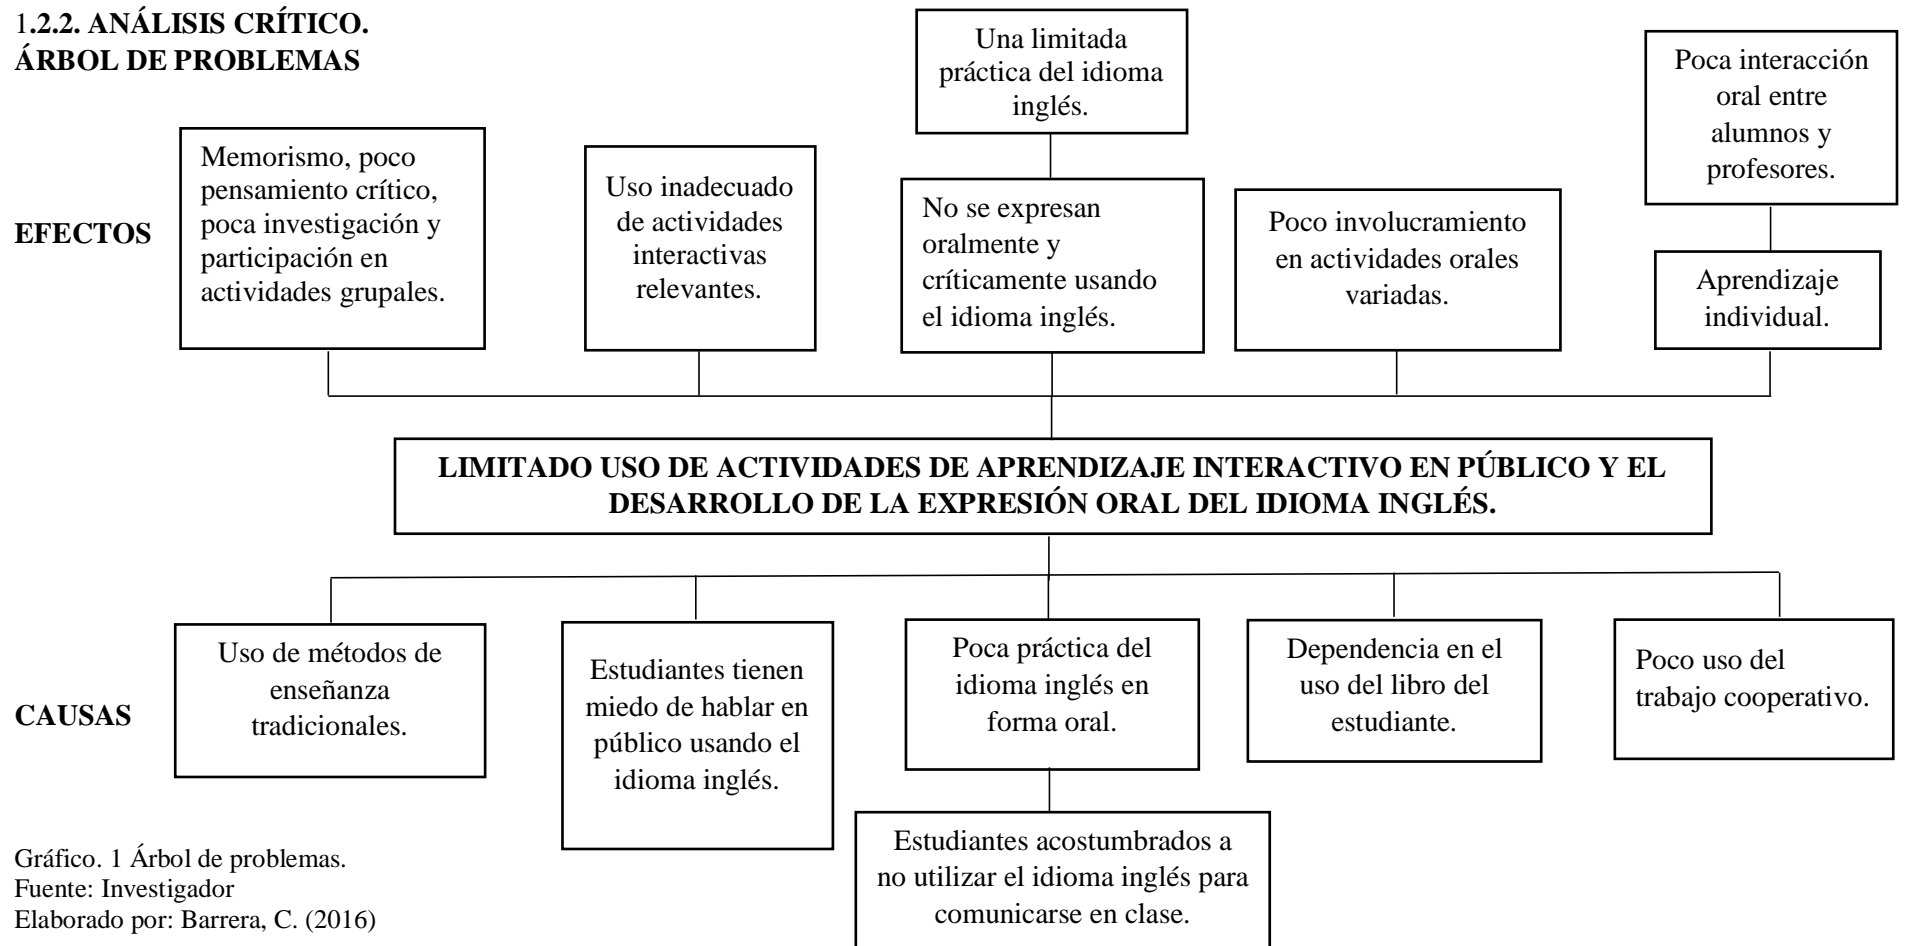 1.2.2. ANÁLISIS CRÍTICO.
ÁRBOL DE PROBLEMAS
Una limitada
práctica del idioma
inglés.
Poca interacción
oral entre
alumnos y
profesores.
EFECTOS
Memorismo, poco
pensamiento crítico,
poca investigación y
participación en
actividades grupales.
Uso inadecuado
de actividades
interactivas
relevantes.
No se expresan
oralmente y
críticamente usando
el idioma inglés.
Poco involucramiento
en actividades orales
variadas.
Aprendizaje
individual.
LIMITADO USO DE ACTIVIDADES DE APRENDIZAJE INTERACTIVO EN PÚBLICO Y EL
DESARROLLO DE LA EXPRESIÓN ORAL DEL IDIOMA INGLÉS.
CAUSAS
Uso de métodos de
enseñanza
tradicionales.
Estudiantes tienen
miedo de hablar en
público usando el
idioma inglés.
Poca práctica del
idioma inglés en
forma oral.
Dependencia en el
uso del libro del
estudiante.
Poco uso del
trabajo cooperativo.
Estudiantes acostumbrados a
no utilizar el idioma inglés para
comunicarse en clase.
Gráfico. 1 Árbol de problemas.
Fuente: Investigador
Elaborado por: Barrera, C. (2016)